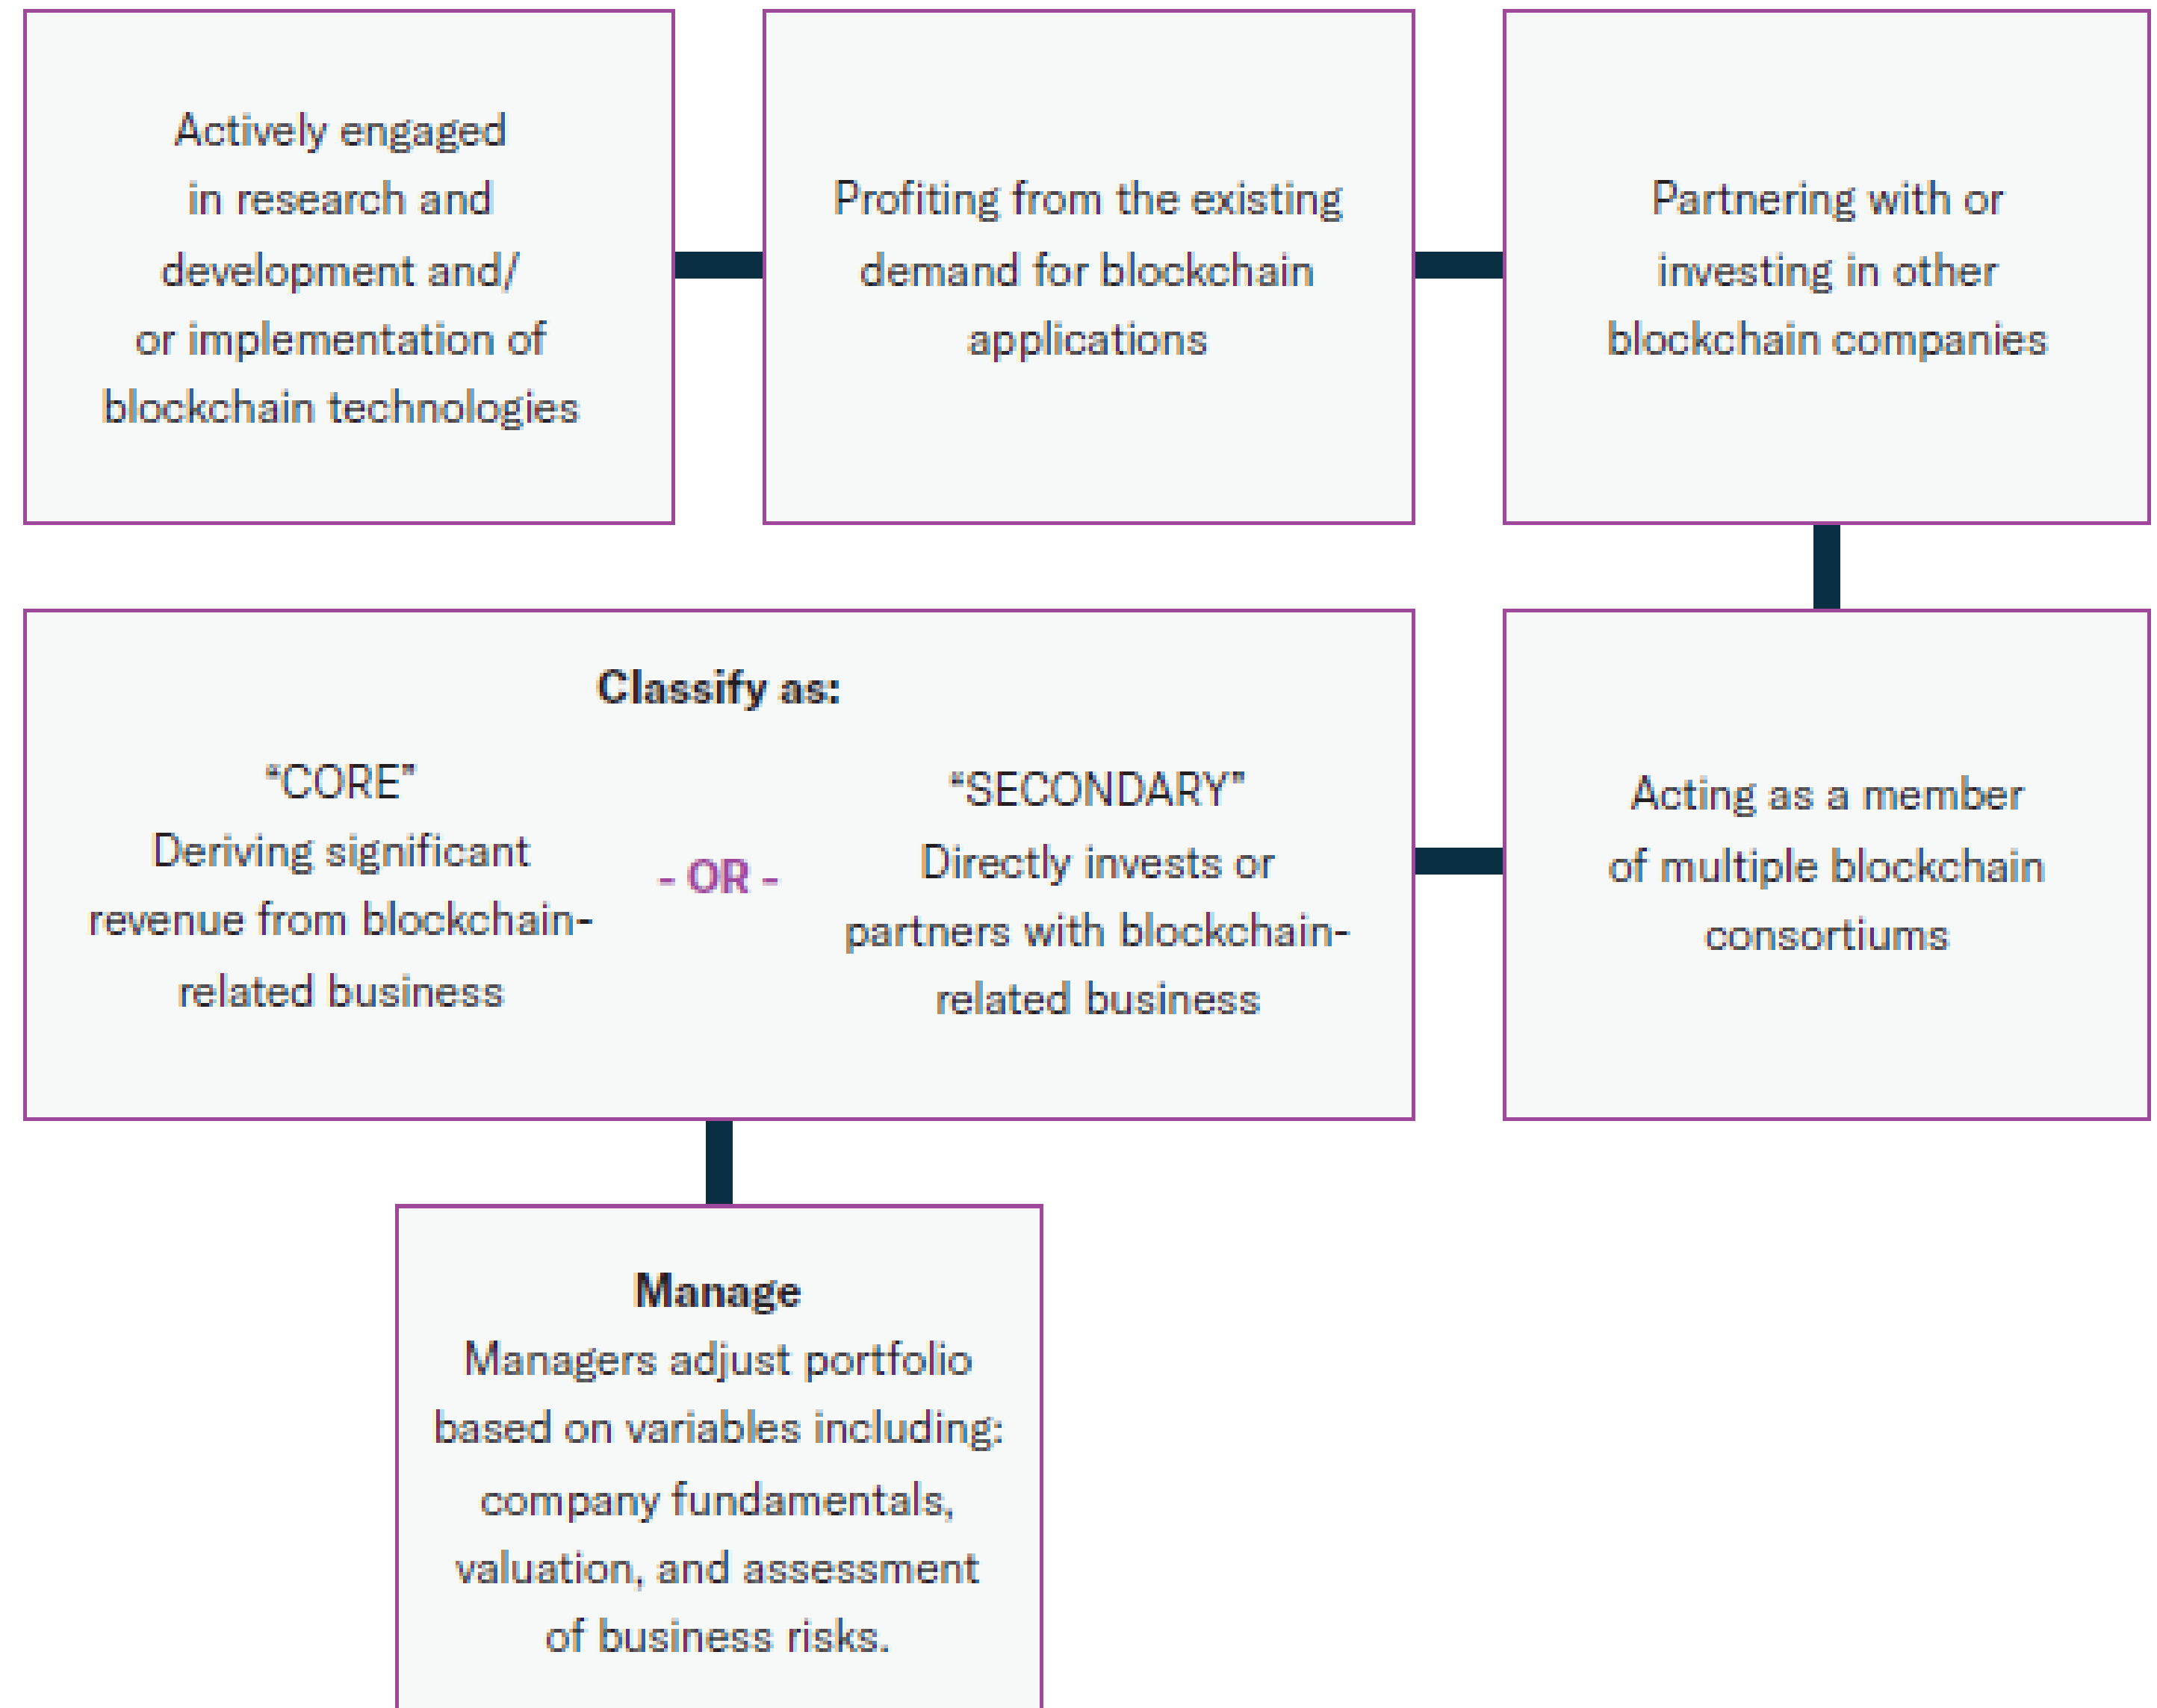 Actively engaged
in research and
development and/
or implementation of
blockchain technologies
Profiting from the existing
demand for blockchain
applications
Partnering with or
investing in other
blockchain companies
Classify as:
“CORE”
Deriving significant
revenue from blockchain-
related business
- OR -
“SECONDARY”
Directly invests or
partners with blockchain-
related business
Acting as a member
of multiple blockchain
consortiums
Manage
Managers adjust portfolio
based on variables including:
company fundamentals,
valuation, and assessment
of business risks.